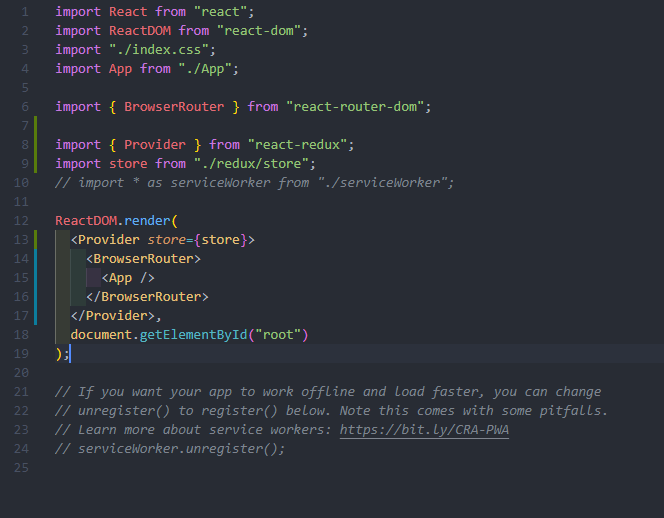 1 import React from "react";
2 import ReactDOM from "react-dom";
3 import "./index.css";
4 import App from "./App";
5
6 import { BrowserRouter } from "react-router-dom";
7
8 import { Provider } from "react-redux";
9 import store from "./redux/store";
10 // import * as serviceWorker from "./serviceWorker";
11
12 ReactDOM.render(
13   <Provider store={store}>
14     <BrowserRouter>
15       <App />
16     </BrowserRouter>
17   </Provider>,
18   document.getElementById("root")
19 );
20
21 // If you want your app to work offline and load faster, you can change
22 // unregister() to register() below. Note this comes with some pitfalls.
23 // Learn more about service workers: https://bit.ly/CRA-PWA
24 // serviceWorker.unregister();
25